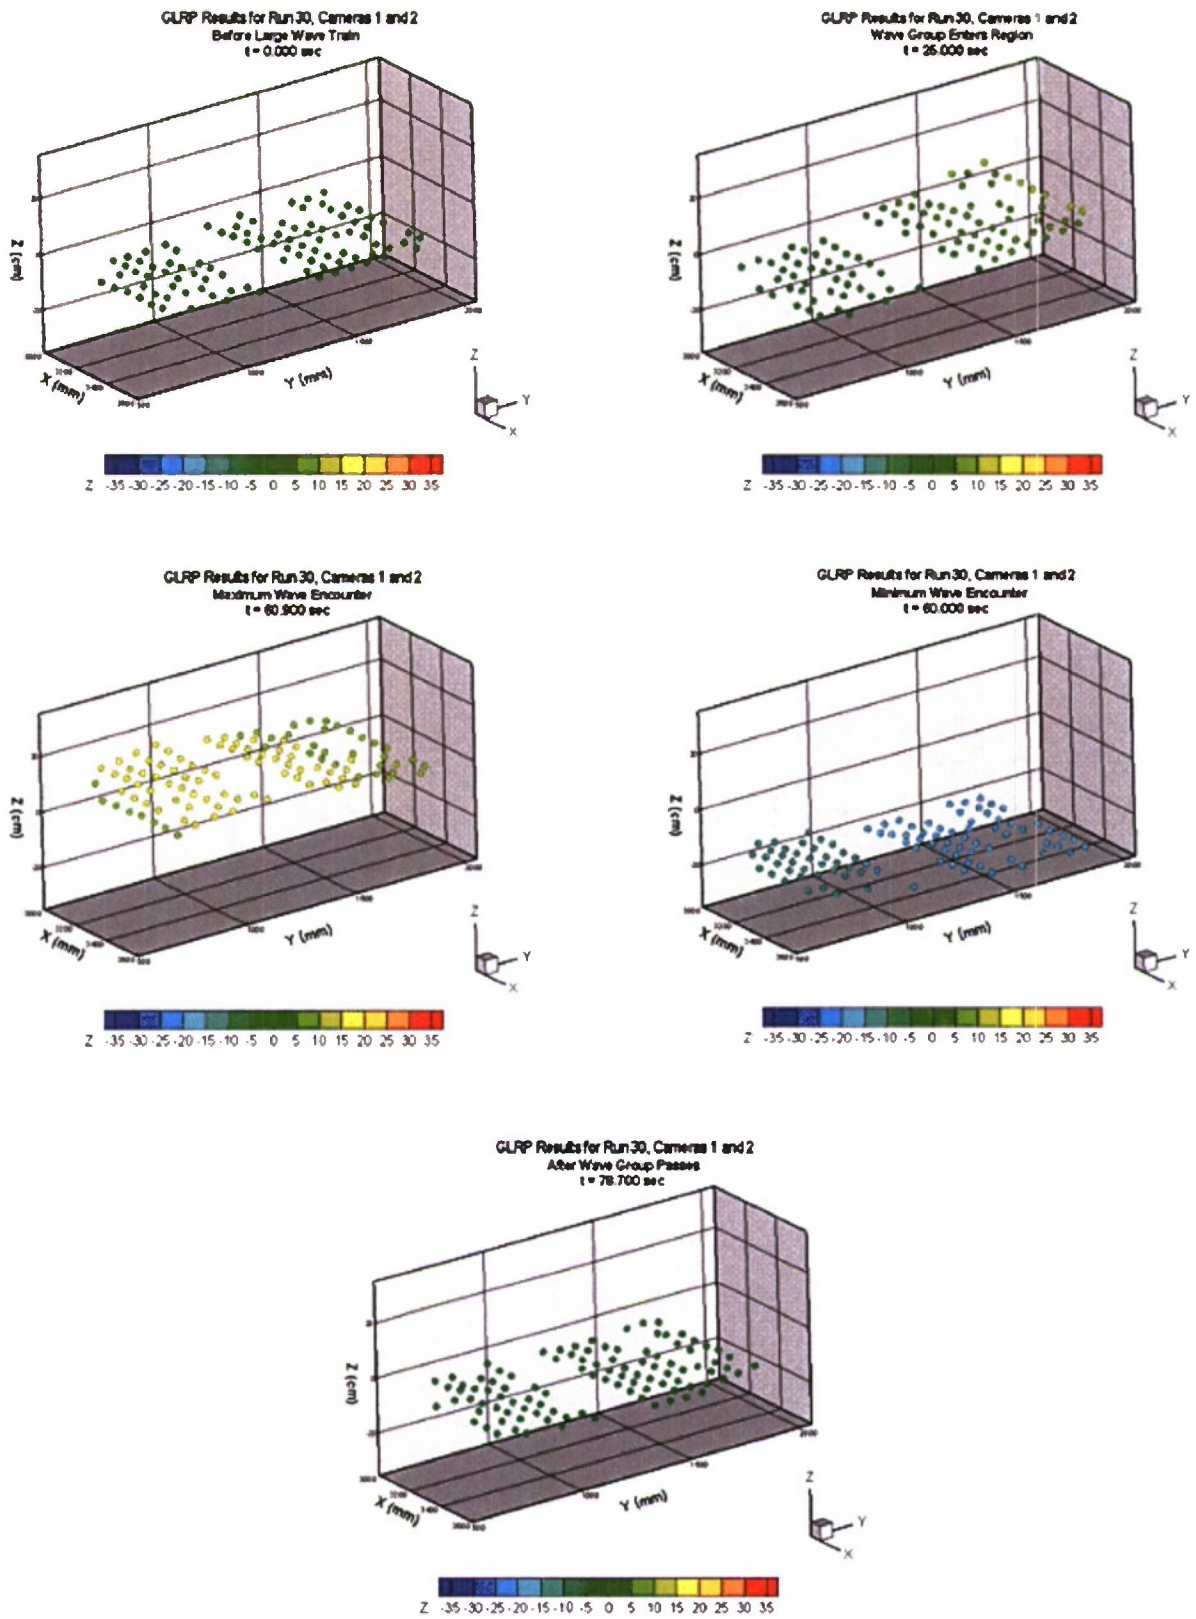 GLRP Results for Run 30, Cameras 1 and 2
Before Large Wave Train
t = 0.000 sec
Z (cm)
X (mm)
Y (mm)
Z
Y
X
Z -35 -30 -25 -20 -15 -10 -5 0 5 10 15 20 25 30 35
GLRP Results for Run 30, Cameras 1 and 2
Wave Group Enters Region
t = 25.000 sec
Z (cm)
X (mm)
Y (mm)
Z
Y
X
Z -35 -30 -25 -20 -15 -10 -5 0 5 10 15 20 25 30 35
GLRP Results for Run 30, Cameras 1 and 2
Maximum Wave Encounter
t = 60.900 sec
Z (cm)
X (mm)
Y (mm)
Z
Y
X
Z -35 -30 -25 -20 -15 -10 -5 0 5 10 15 20 25 30 35
GLRP Results for Run 30, Cameras 1 and 2
Minimum Wave Encounter
t = 60.000 sec
Z (cm)
X (mm)
Y (mm)
Z
Y
X
Z -35 -30 -25 -20 -15 -10 -5 0 5 10 15 20 25 30 35
GLRP Results for Run 30, Cameras 1 and 2
After Wave Group Passes
t = 78.700 sec
Z (cm)
X (mm)
Y (mm)
Z
Y
X
Z -35 -30 -25 -20 -15 -10 -5 0 5 10 15 20 25 30 35